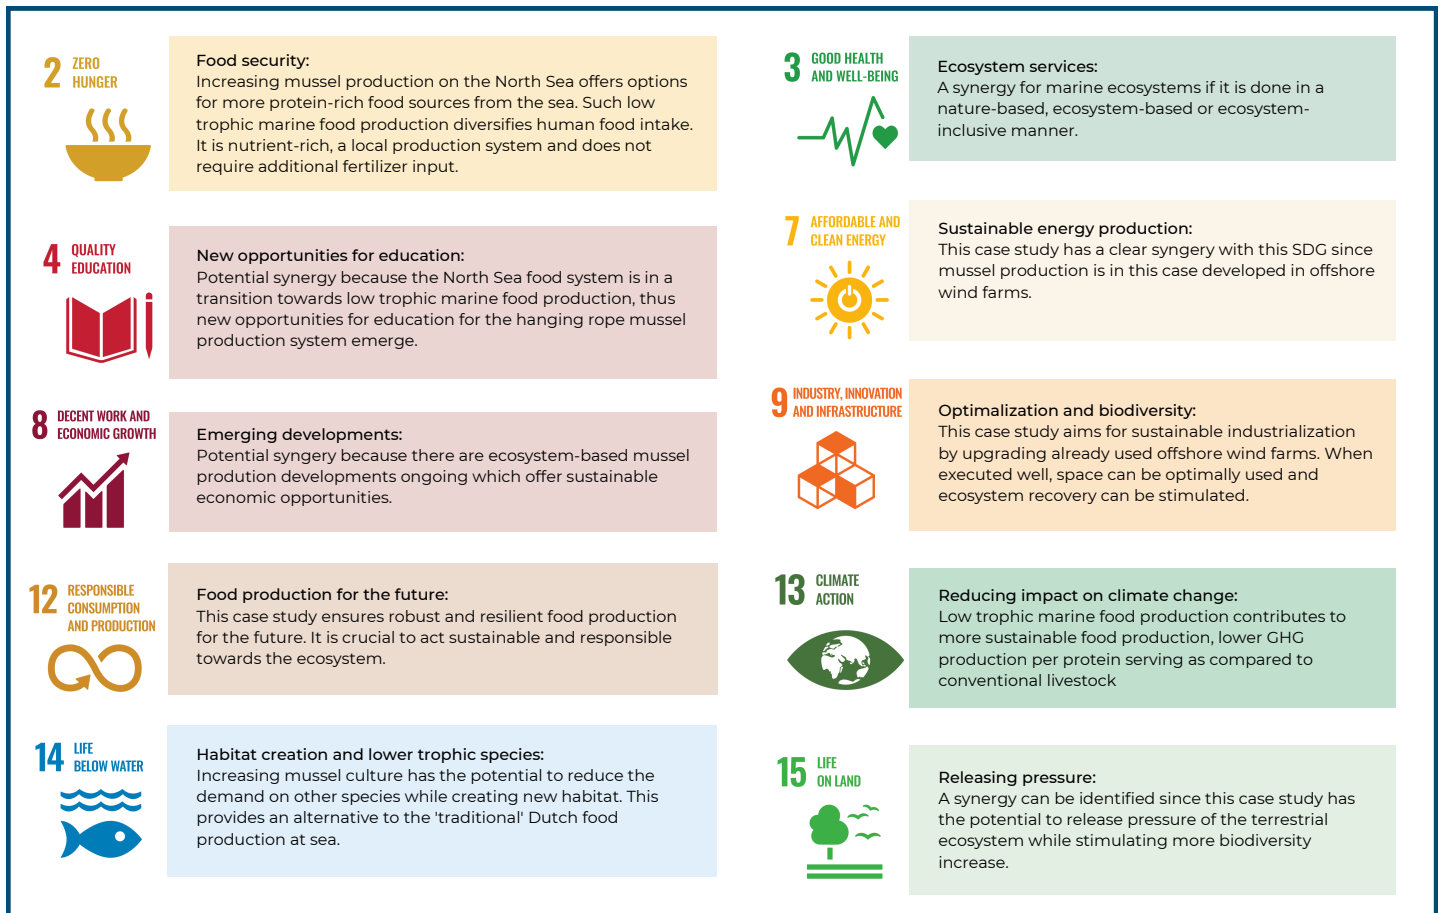 2 ZERO
HUNGER
Food security:
Increasing mussel production on the North Sea offers options
for more protein-rich food sources from the sea. Such low
trophic marine food production diversifies human food intake.
It is nutrient-rich, a local production system and does not
require additional fertilizer input.
3 GOOD HEALTH
AND WELL-BEING
Ecosystem services:
A synergy for marine ecosystems if it is done in a
nature-based, ecosystem-based or ecosystem-
inclusive manner.
4 QUALITY
EDUCATION
New opportunities for education:
Potential synergy because the North Sea food system is in a
transition towards low trophic marine food production, thus
new opportunities for education for the hanging rope mussel
production system emerge.
7 AFFORDABLE AND
CLEAN ENERGY
Sustainable energy production:
This case study has a clear syngery with this SDG since
mussel production is in this case developed in offshore
wind farms.
8 DECENT WORK AND
ECONOMIC GROWTH
Emerging developments:
Potential syngery because there are ecosystem-based mussel
prodution developments ongoing which offer sustainable
economic opportunities.
9 INDUSTRY, INNOVATION
AND INFRASTRUCTURE
Optimalization and biodiversity:
This case study aims for sustainable industrialization
by upgrading already used offshore wind farms. When
executed well, space can be optimally used and
ecosystem recovery can be stimulated.
12 RESPONSIBLE
CONSUMPTION
AND PRODUCTION
Food production for the future:
This case study ensures robust and resilient food production
for the future. It is crucial to act sustainable and responsible
towards the ecosystem.
13 CLIMATE
ACTION
Reducing impact on climate change:
Low trophic marine food production contributes to
more sustainable food production, lower GHG
production per protein serving as compared to
conventional livestock
14 LIFE
BELOW WATER
Habitat creation and lower trophic species:
Increasing mussel culture has the potential to reduce the
demand on other species while creating new habitat. This
provides an alternative to the 'traditional' Dutch food
production at sea.
15 LIFE
ON LAND
Releasing pressure:
A synergy can be identified since this case study has
the potential to release pressure of the terrestrial
ecosystem while stimulating more biodiversity
increase.